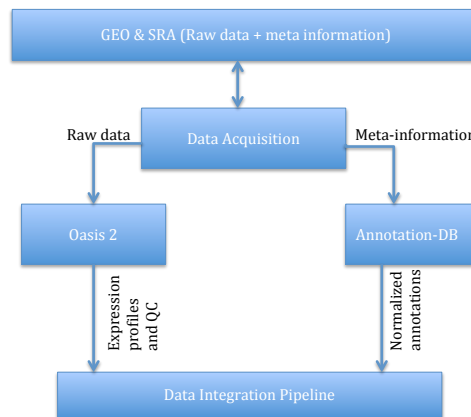 GEO & SRA (Raw data + meta information)
Raw data
Data Acquisition
Meta-information
Oasis 2
Annotation-DB
Expression
profiles
and QC
Normalized
annotations
Data Integration Pipeline